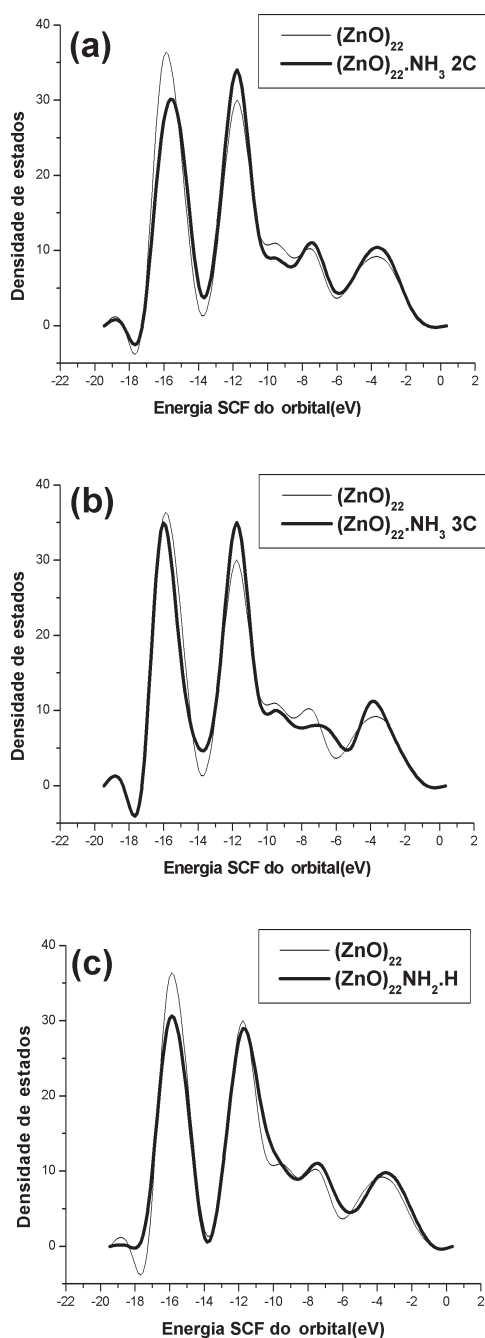 (a)
(ZnO)₂₂
(ZnO)₂₂.NH₃ 2C
Densidade de estados
40
30
20
10
0
-22 -20 -18 -16 -14 -12 -10 -8 -6 -4 -2 0 2
Energia SCF do orbital(eV)
(b)
(ZnO)₂₂
(ZnO)₂₂.NH₃ 3C
Densidade de estados
40
30
20
10
0
-22 -20 -18 -16 -14 -12 -10 -8 -6 -4 -2 0 2
Energia SCF do orbital(eV)
(c)
(ZnO)₂₂
(ZnO)₂₂NH₂.H
Densidade de estados
40
30
20
10
0
-22 -20 -18 -16 -14 -12 -10 -8 -6 -4 -2 0 2
Energia SCF do orbital(eV)